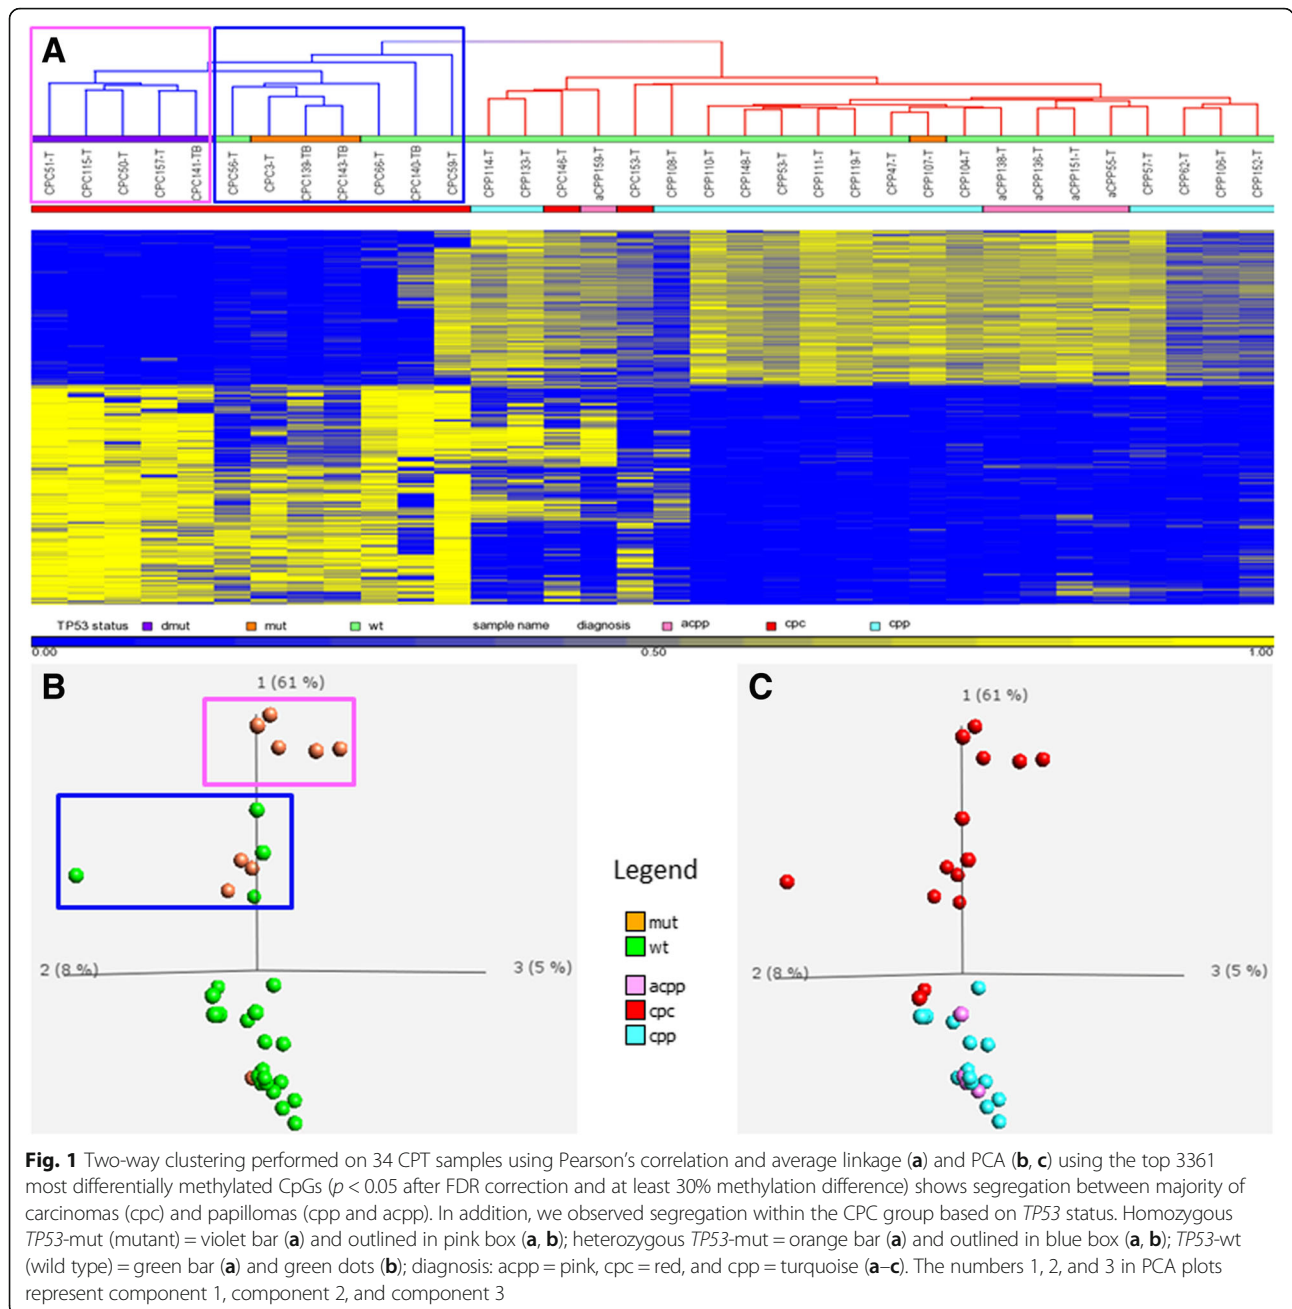 A
CPC51-T
CPC115-T
CPC50-T
CPC157-T
CPC141-TB
CPC56-T
CPC3-T
CPC139-TB
CPC143-TB
CPC66-T
CPC140-TB
CPC59-T
CPP114-T
CPP133-T
CPC146-T
aCPP159-T
CPC153-T
CPP108-T
CPP110-T
CPP148-T
CPP53-T
CPP111-T
CPP119-T
CPP47-T
CPP107-T
CPP104-T
aCPP138-T
aCPP136-T
aCPP151-T
aCPP55-T
CPP57-T
CPP62-T
CPP106-T
CPP152-T
TP53 status dmut mut wt sample name diagnosis acpp cpc cpp
0.00 0.50 1.00
B
1 (61 %)
2 (8 %)
3 (5 %)
Legend
mut
wt
acpp
cpc
cpp
C
1 (61 %)
2 (8 %)
3 (5 %)
Fig. 1 Two-way clustering performed on 34 CPT samples using Pearson's correlation and average linkage (a) and PCA (b, c) using the top 3361
most differentially methylated CpGs (p < 0.05 after FDR correction and at least 30% methylation difference) shows segregation between majority of
carcinomas (cpc) and papillomas (cpp and acpp). In addition, we observed segregation within the CPC group based on TP53 status. Homozygous
TP53-mut (mutant) = violet bar (a) and outlined in pink box (a, b); heterozygous TP53-mut = orange bar (a) and outlined in blue box (a, b); TP53-wt
(wild type) = green bar (a) and green dots (b); diagnosis: acpp = pink, cpc = red, and cpp = turquoise (a–c). The numbers 1, 2, and 3 in PCA plots
represent component 1, component 2, and component 3